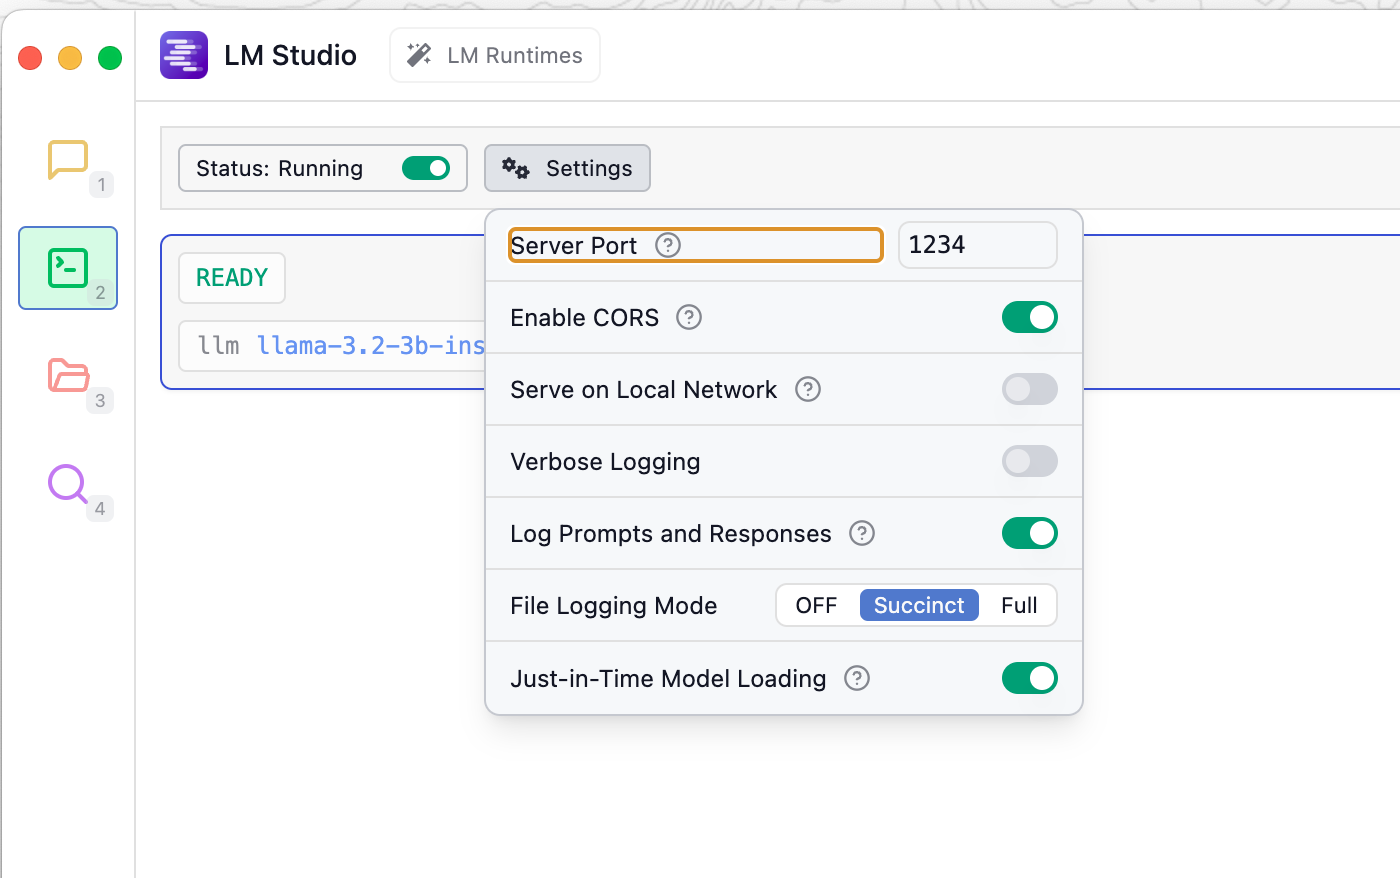 LM Studio
LM Runtimes
1
2
3
4
Status: Running
Settings
READY
llm llama-3.2-3b-ins
Server Port ?
1234
Enable CORS ?
Serve on Local Network ?
Verbose Logging
Log Prompts and Responses ?
File Logging Mode OFF Succinct Full
Just-in-Time Model Loading ?